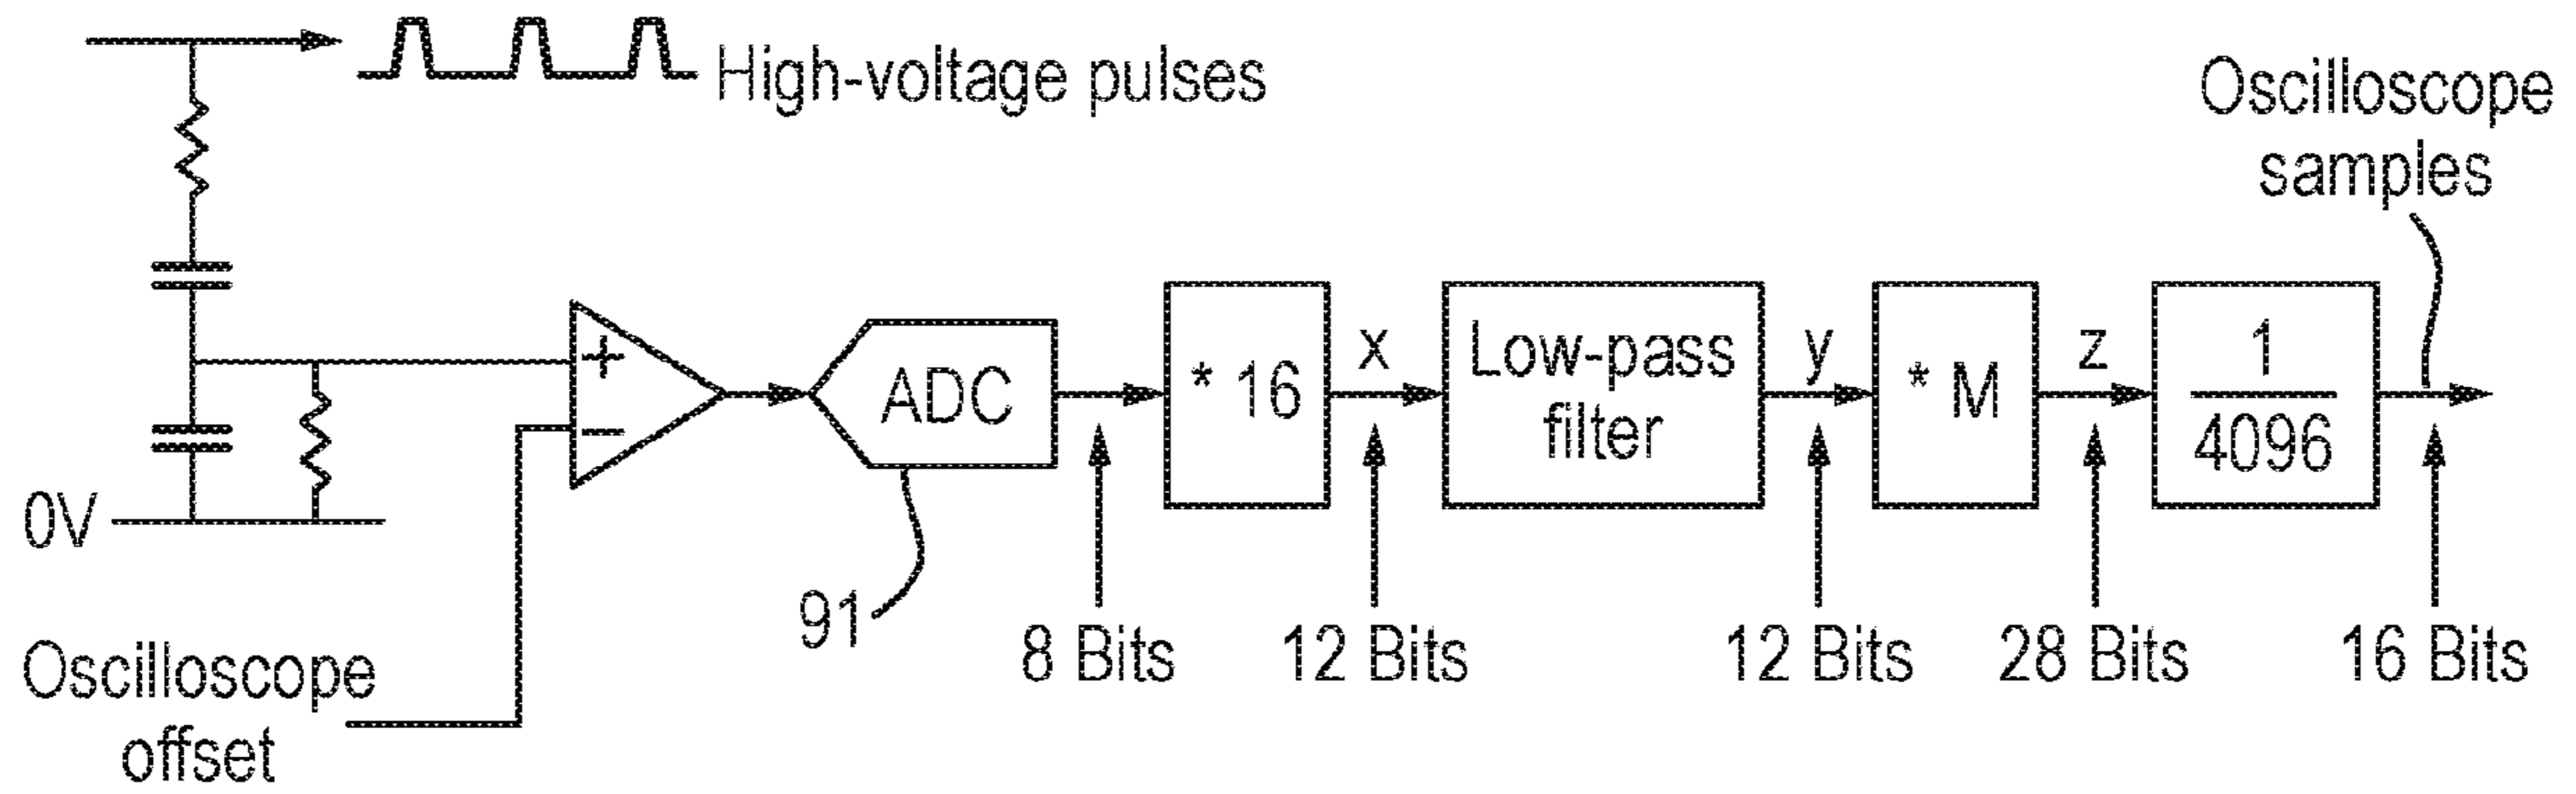 High-voltage pulses
Oscilloscope
samples
+
−
ADC
* 16
x
Low-pass
filter
y
* M
z
1
4096
0V
91
8 Bits
12 Bits
12 Bits
28 Bits
16 Bits
Oscilloscope
offset